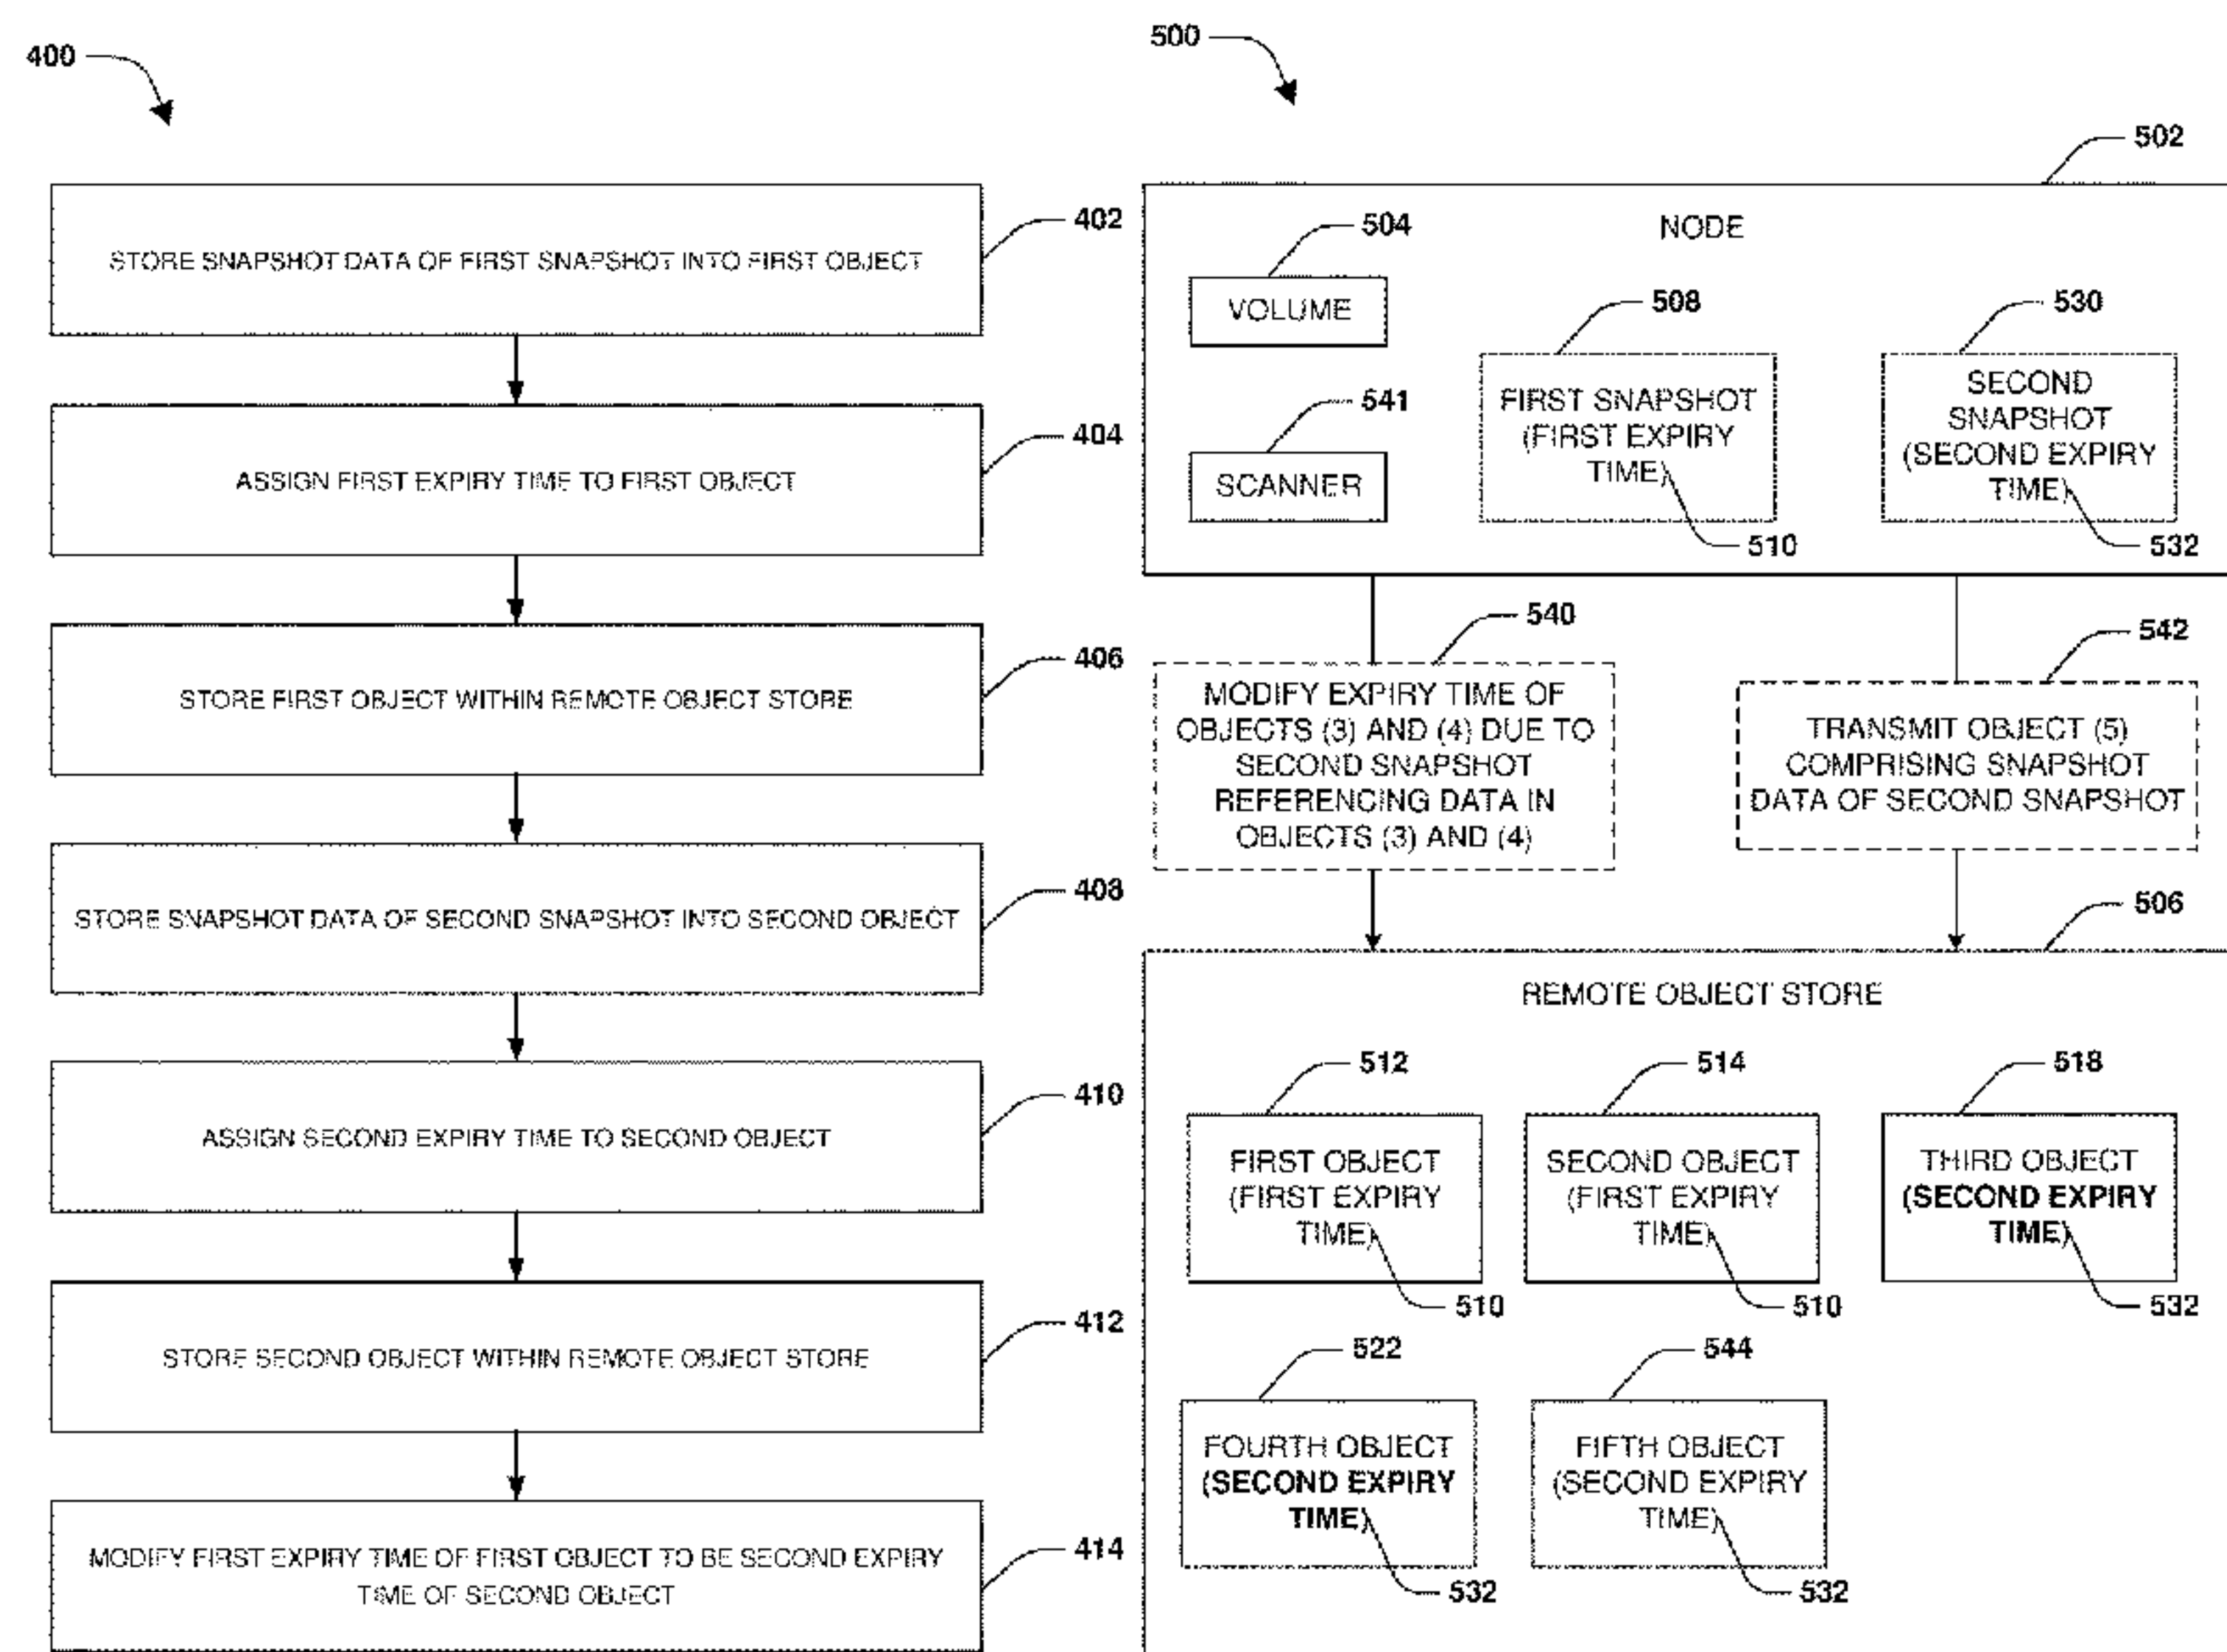 400
402
STORE SNAPSHOT DATA OF FIRST SNAPSHOT INTO FIRST OBJECT
404
ASSIGN FIRST EXPIRY TIME TO FIRST OBJECT
406
STORE FIRST OBJECT WITHIN REMOTE OBJECT STORE
408
STORE SNAPSHOT DATA OF SECOND SNAPSHOT INTO SECOND OBJECT
410
ASSIGN SECOND EXPIRY TIME TO SECOND OBJECT
412
STORE SECOND OBJECT WITHIN REMOTE OBJECT STORE
414
MODIFY FIRST EXPIRY TIME OF FIRST OBJECT TO BE SECOND EXPIRY
TIME OF SECOND OBJECT
500
502
NODE
504
VOLUME
541
SCANNER
508
FIRST SNAPSHOT
(FIRST EXPIRY
TIME)
510
530
SECOND
SNAPSHOT
(SECOND EXPIRY
TIME)
532
540
MODIFY EXPIRY TIME OF
OBJECTS (3) AND (4) DUE TO
SECOND SNAPSHOT
REFERENCING DATA IN
OBJECTS (3) AND (4)
542
TRANSMIT OBJECT (5)
COMPRISING SNAPSHOT
DATA OF SECOND SNAPSHOT
506
REMOTE OBJECT STORE
512
FIRST OBJECT
(FIRST EXPIRY
TIME)
510
514
SECOND OBJECT
(FIRST EXPIRY
TIME)
510
518
THIRD OBJECT
(SECOND EXPIRY
TIME)
532
522
FOURTH OBJECT
(SECOND EXPIRY
TIME)
532
544
FIFTH OBJECT
(SECOND EXPIRY
TIME)
532